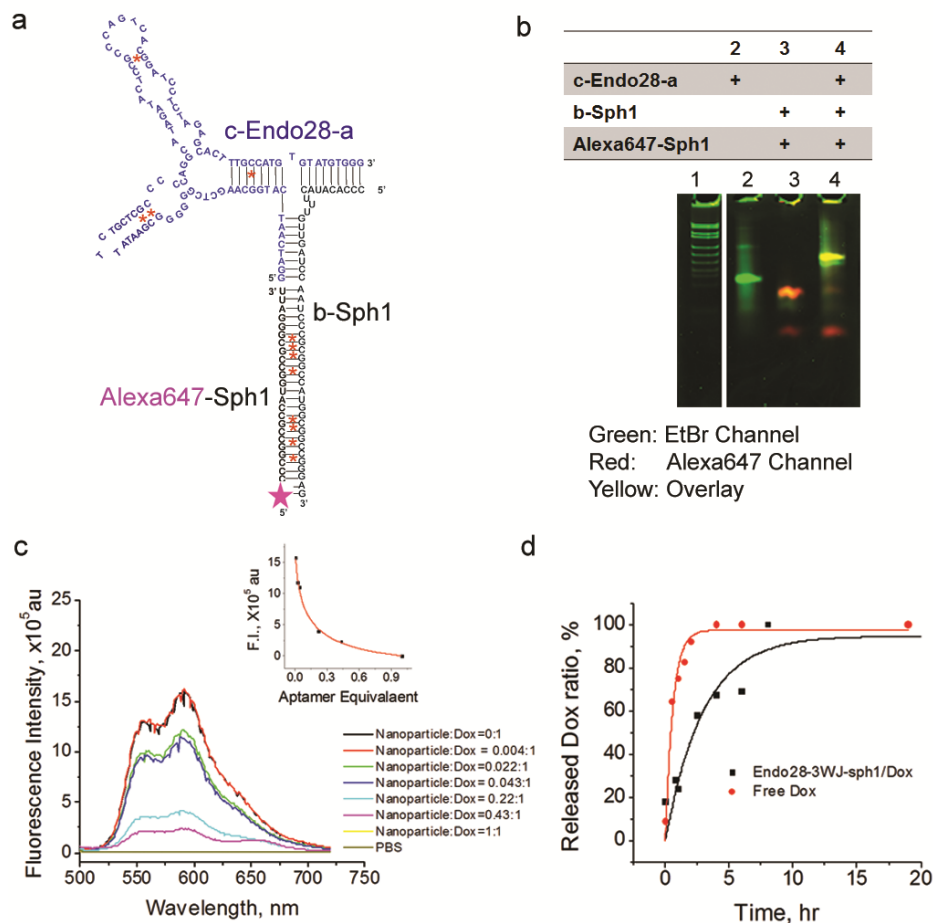 a
c-Endo28-a
TTGCCATG
T
GTATGTGGG 3'
CAUACACCC 5'
5'
3'
b-Sph1
Alexa647-Sph1
3'
5'
b
2 3 4
c-Endo28-a + +
b-Sph1 + +
Alexa647-Sph1 + +
1 2 3 4
Green: EtBr Channel
Red: Alexa647 Channel
Yellow: Overlay
c
Fluorescence Intensity, x10⁵au
25
20
15
10
5
0
500 550 600 650 700 750
Wavelength, nm
F.I., X10⁵ au
15
10
5
0
0.0 0.3 0.6 0.9
Aptamer Equivalaent
Nanoparticle:Dox =0:1
Nanoparticle:Dox = 0.004:1
Nanoparticle:Dox =0.022:1
Nanoparticle:Dox =0.043:1
Nanoparticle:Dox = 0.22:1
Nanoparticle:Dox =0.43:1
Nanoparticle:Dox =1:1
PBS
d
Released Dox ratio, %
100
80
60
40
20
0
Endo28-3WJ-sph1/Dox
Free Dox
0 5 10 15 20
Time, hr